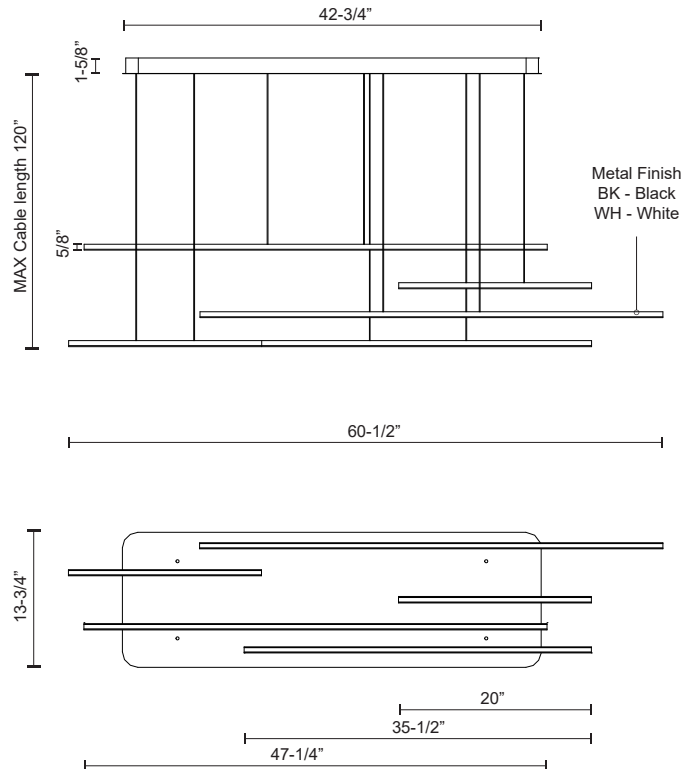 42-3/4”
1-5/8”
MAX Cable length 120”
Metal Finish
BK - Black
WH - White
5/8”
60-1/2”
13-3/4”
20”
35-1/2”
47-1/4”